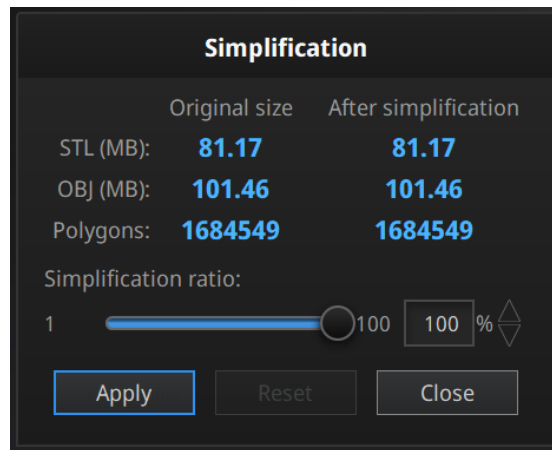 Simplification
Original size After simplification
STL (MB): 81.17 81.17
OBJ (MB): 101.46 101.46
Polygons: 1684549 1684549
Simplification ratio:
1 100 100 %
Apply Reset Close